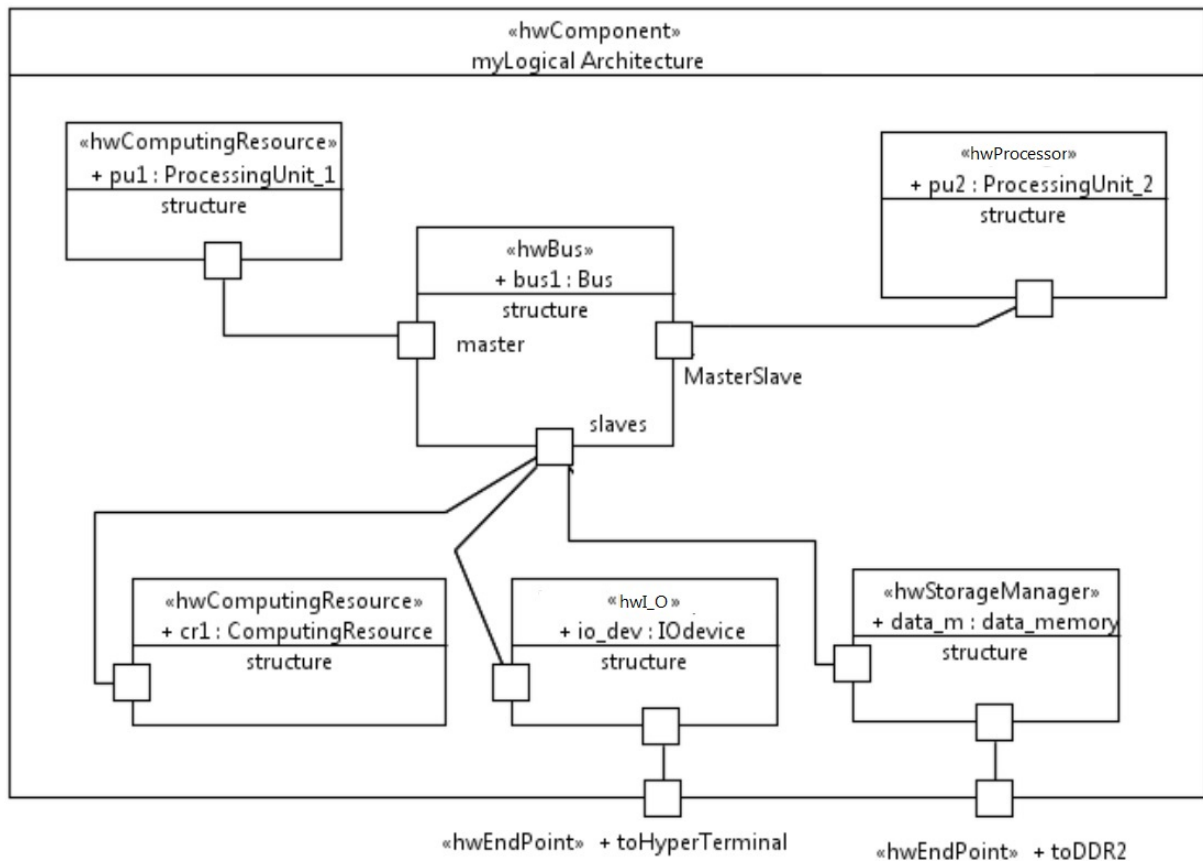 «hwComponent»
myLogical Architecture
«hwComputingResource»
+ pu1 : ProcessingUnit_1
structure
«hwProcessor»
+ pu2 : ProcessingUnit_2
structure
«hwBus»
+ bus1 : Bus
structure
master
MasterSlave
slaves
«hwComputingResource»
+ cr1 : ComputingResource
structure
«hwI_O»
+ io_dev : IOdevice
structure
«hwStorageManager»
+ data_m : data_memory
structure
«hwEndPoint» + toHyperTerminal
«hwEndPoint» + toDDR2